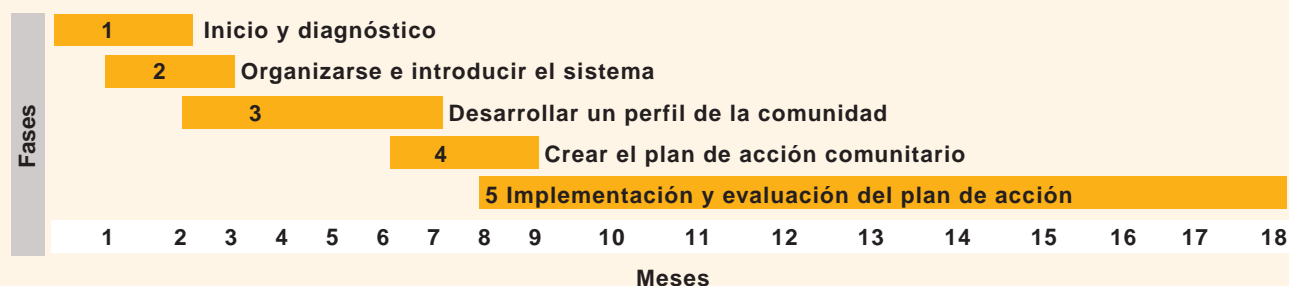 Fases
1 Inicio y diagnóstico
2 Organizarse e introducir el sistema
3 Desarrollar un perfil de la comunidad
4 Crear el plan de acción comunitario
5 Implementación y evaluación del plan de acción
1 2 3 4 5 6 7 8 9 10 11 12 13 14 15 16 17 18
Meses